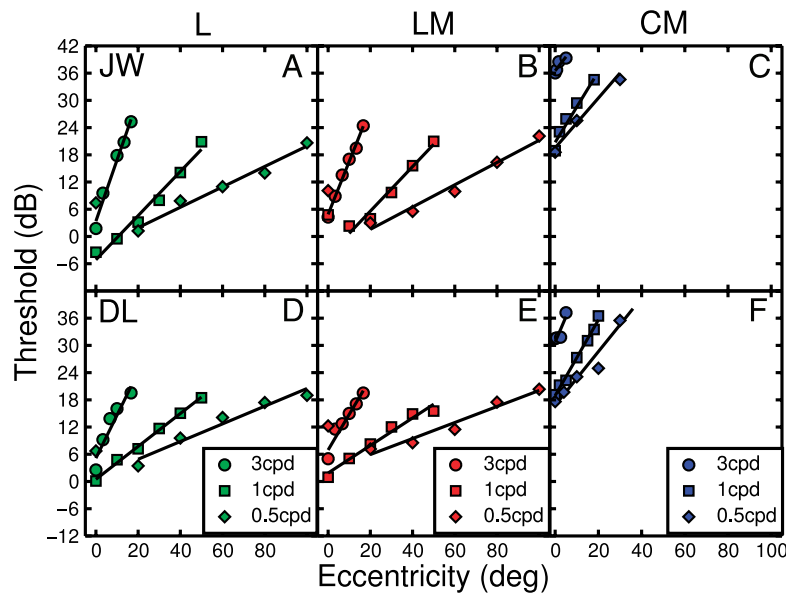 L LM CM
Threshold (dB)
42
36
30
24
18
12
6
0
−6
JW A B C
36
30
24
18
12
6
0
−6
−12
DL D E F
3cpd
1cpd
0.5cpd
3cpd
1cpd
0.5cpd
3cpd
1cpd
0.5cpd
0 20 40 60 80 0 20 40 60 80 0 20 40 60 80 100
Eccentricity (deg)